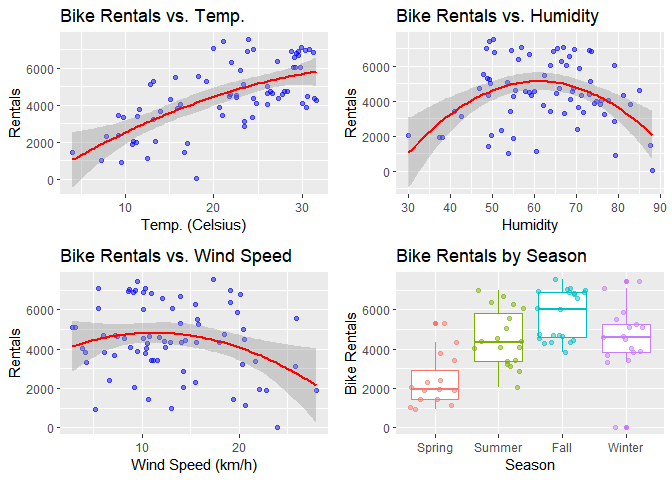 Bike Rentals vs. Temp.
Rentals
6000
4000
2000
0
10 20 30
Temp. (Celsius)
Bike Rentals vs. Humidity
Rentals
6000
4000
2000
0
30 40 50 60 70 80 90
Humidity
Bike Rentals vs. Wind Speed
Rentals
6000
4000
2000
0
10 20
Wind Speed (km/h)
Bike Rentals by Season
Bike Rentals
6000
4000
2000
0
Spring Summer Fall Winter
Season